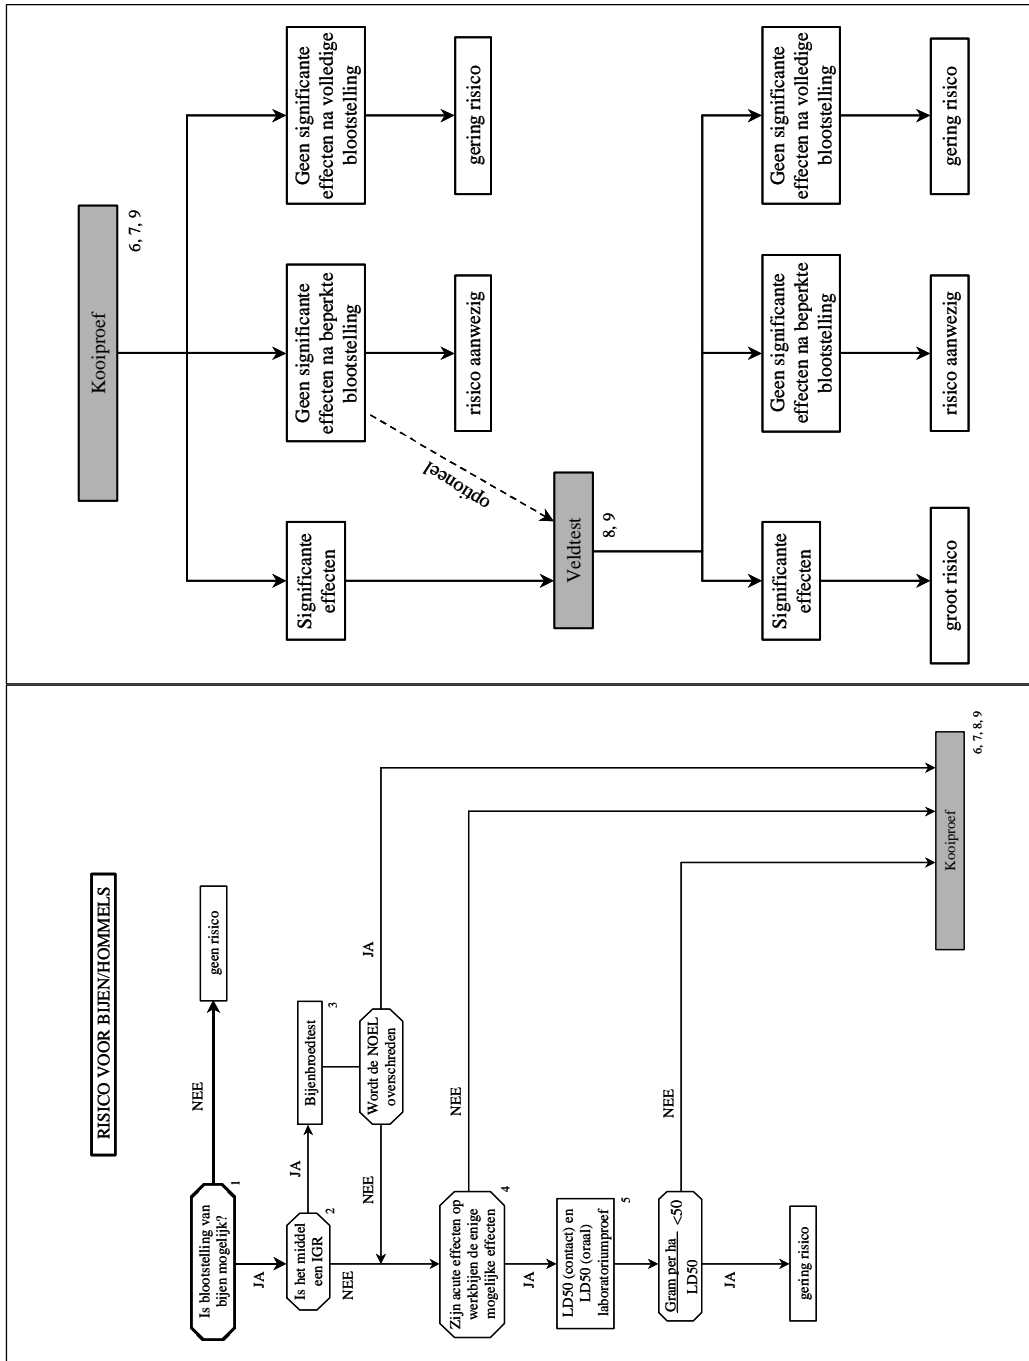 RISICO VOOR BIJEN/HOMMELS
Is blootstelling van
bijen mogelijk?
1
NEE
geen risico
JA
Is het middel
een IGR
2
JA
Bijenbroedtest
3
NEE
Wordt de NOEL
overschreden
JA
NEE
Zijn acute effecten op
werkbijen de enige
mogelijke effecten
4
NEE
JA
LD50 (contact) en
LD50 (oraal)
laboratoriumproef
5
Gram per ha <50
LD50
NEE
JA
gering risico
Kooiproef
6, 7, 8, 9
Kooiproef
6, 7, 9
Significante
effecten
Geen significante
effecten na beperkte
blootstelling
Geen significante
effecten na volledige
blootstelling
optioneel
risico aanwezig
gering risico
Veldtest
8, 9
Significante
effecten
Geen significante
effecten na beperkte
blootstelling
Geen significante
effecten na volledige
blootstelling
groot risico
risico aanwezig
gering risico